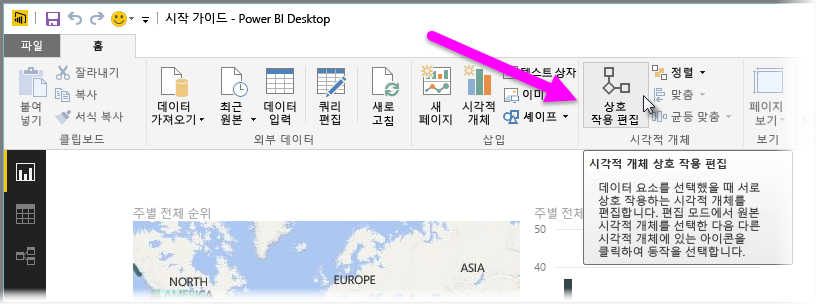 시작 가이드 - Power BI Desktop
파일
홈
붙여
넣기
잘라내기
복사
서식 복사
클립보드
데이터
가져오기
최근
원본
데이터
입력
쿼리
편집
외부 데이터
새로
고침
새
페이지
시각적
개체
텍스트 상자
이미
셰이프
삽입
상호
작용 편집
정렬
맞춤
균등 맞춤
시각적 개체
페이지
보기
보기
시각적 개체 상호 작용 편집
데이터 요소를 선택했을 때 서로
상호 작용하는 시각적 개체를
편집합니다. 편집 모드에서 원본
시각적 개체를 선택한 다음 다른
시각적 개체에 있는 아이콘을
클릭하여 동작을 선택합니다.
주별 전체 순위
주별 전체
50
40
NORTH
AMERICA
EUROPE
ASIA